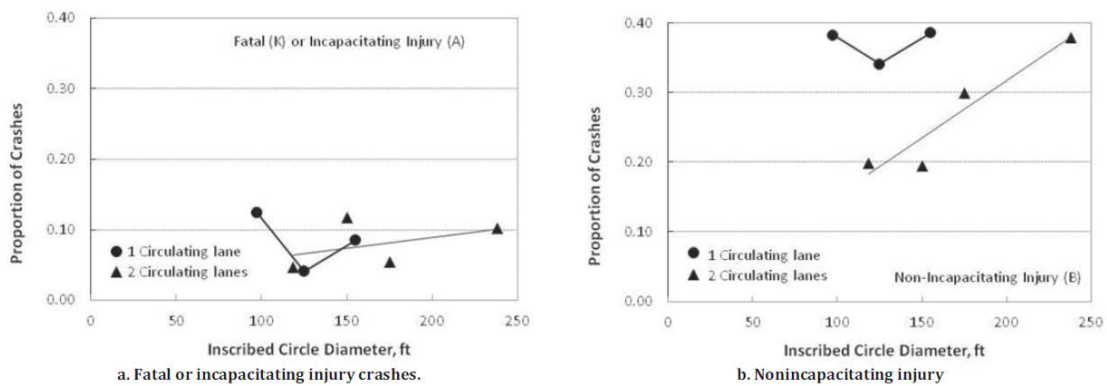 0.40
Fatal (K) or Incapacitating Injury (A)
0.30
0.20
0.10
0.00
Proportion of Crashes
1 Circulating lane
2 Circulating lanes
0 50 100 150 200 250
Inscribed Circle Diameter, ft
a. Fatal or incapacitating injury crashes.
0.40
0.30
0.20
0.10
0.00
Proportion of Crashes
1 Circulating lane
2 Circulating lanes
Non-Incapacitating Injury (B)
0 50 100 150 200 250
Inscribed Circle Diameter, ft
b. Nonincapacitating injury